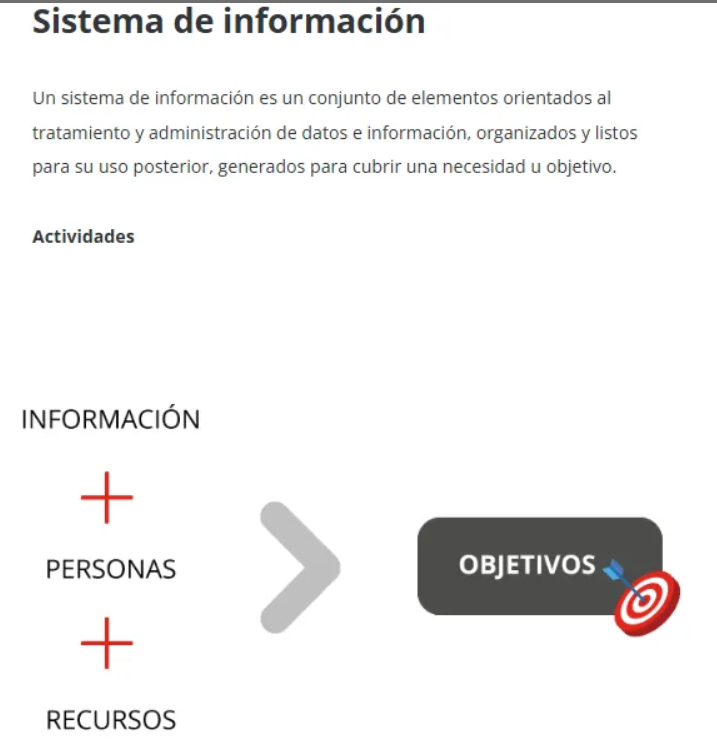 Sistema de información
Un sistema de información es un conjunto de elementos orientados al
tratamiento y administración de datos e información, organizados y listos
para su uso posterior, generados para cubrir una necesidad u objetivo.
Actividades
INFORMACIÓN
PERSONAS
RECURSOS
OBJETIVOS